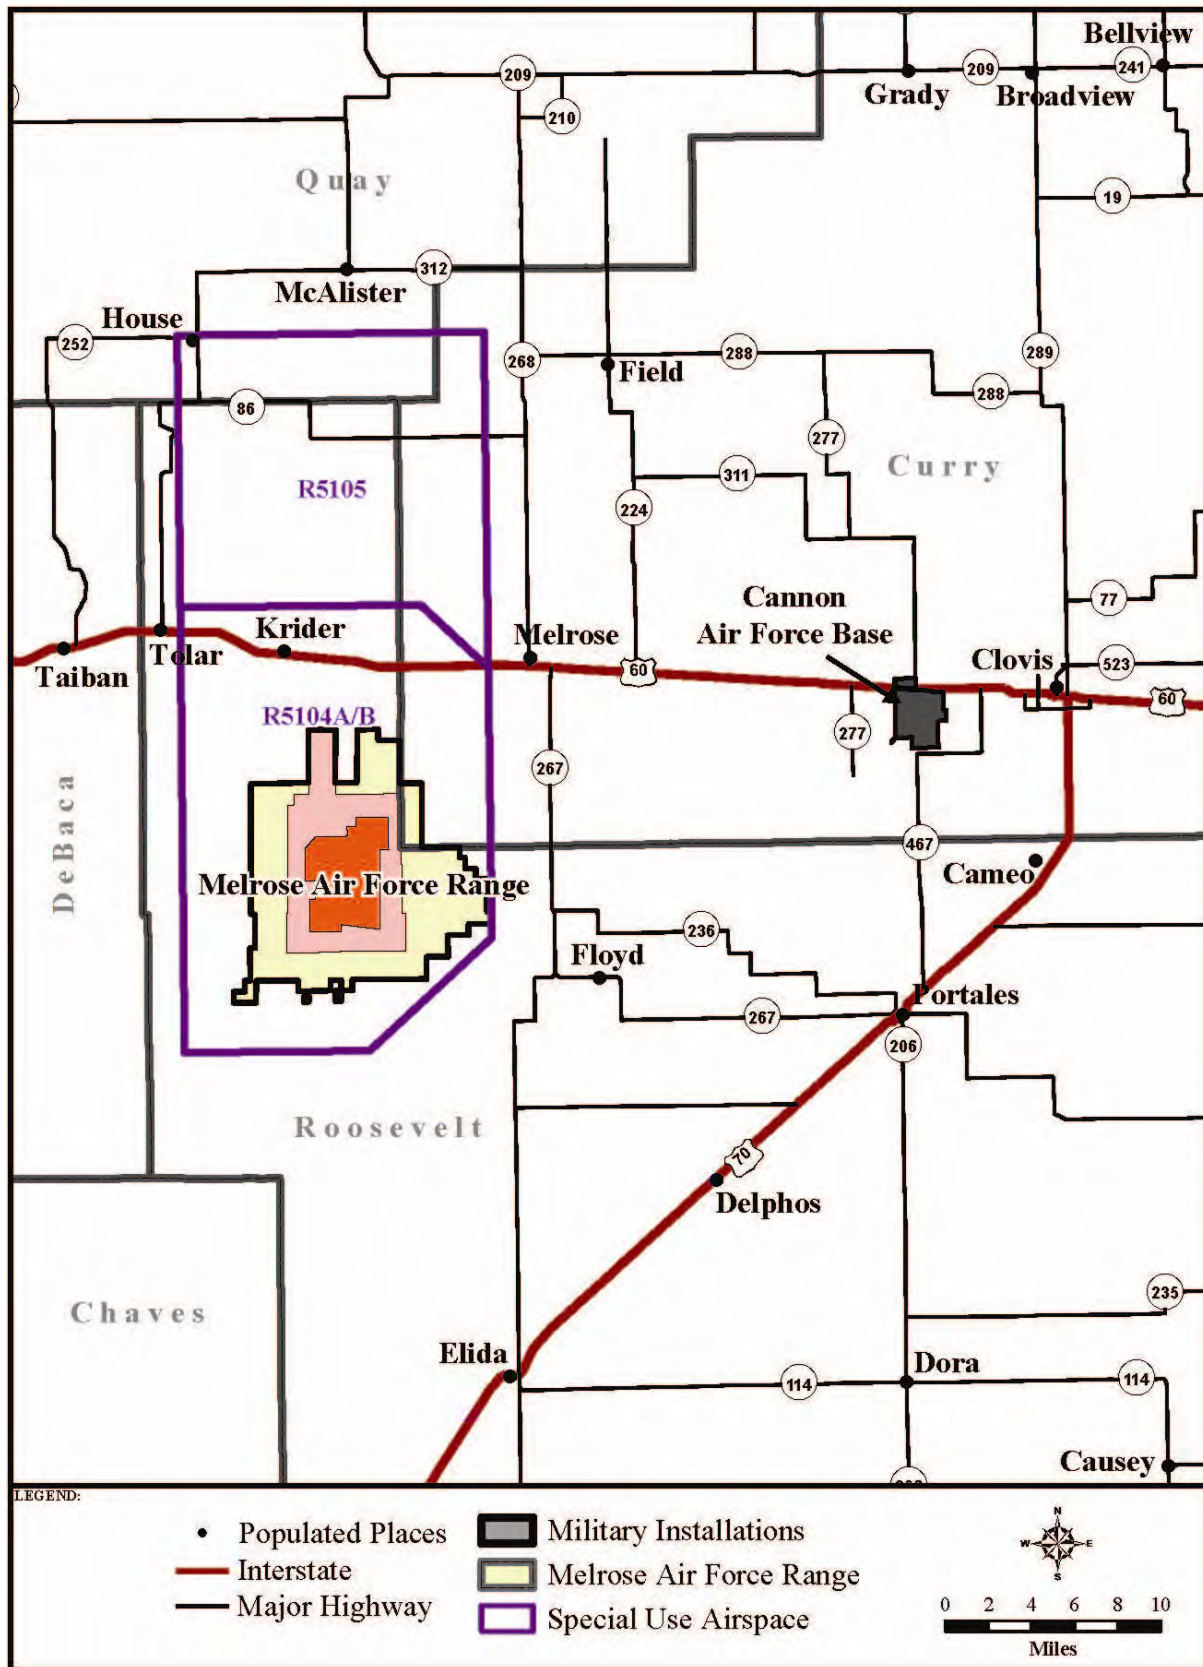 Bellview
209
241
209
Grady
Broadview
210
Quay
19
312
McAlister
House
252
268
288
289
Field
288
86
277
Curry
R5105
311
224
Cannon
Air Force Base
77
Krider
Melrose
Tolar
Taiban
60
Clovis
523
60
R5104A/B
277
267
DeBaca
467
Cameo
Melrose Air Force Range
236
Floyd
Portales
267
206
Roosevelt
70
Delphos
Chaves
235
Elida
Dora
114
114
Causey
LEGEND:
Populated Places
Interstate
Major Highway
Military Installations
Melrose Air Force Range
Special Use Airspace
N
W
E
S
0 2 4 6 8 10
Miles